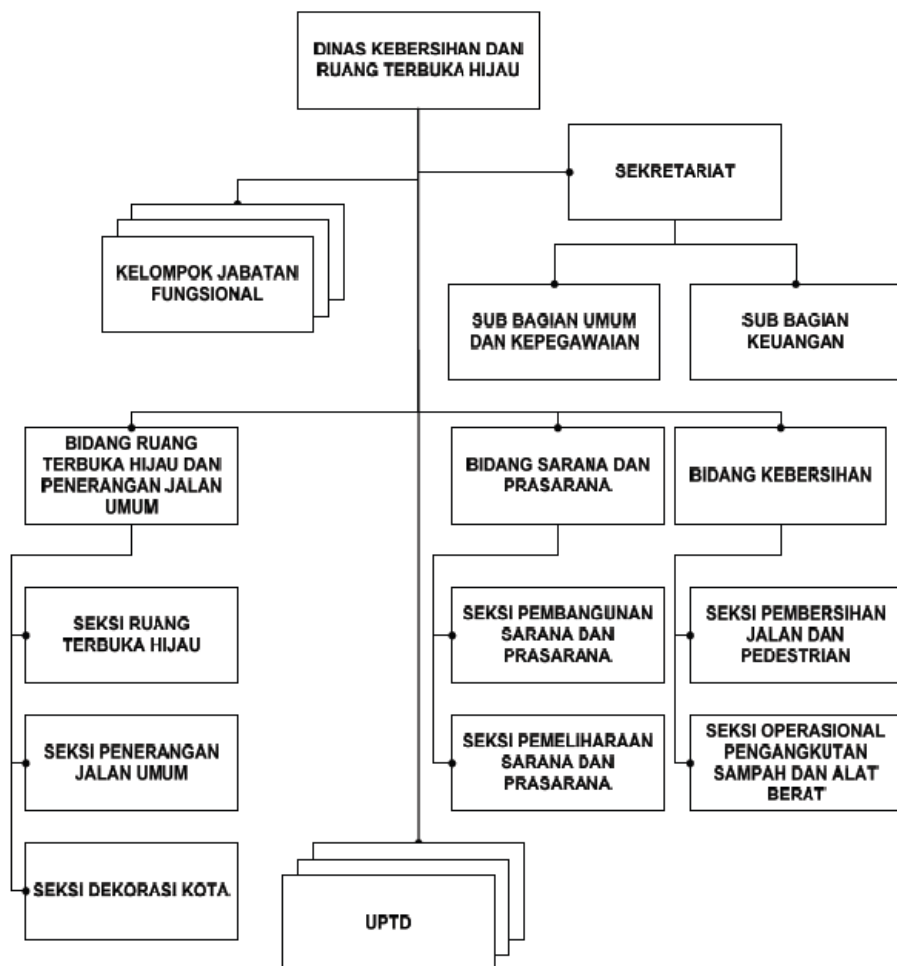 DINAS KEBERSIHAN DAN
RUANG TERBUKA HIJAU
SEKRETARIAT
KELOMPOK JABATAN
FUNGSIONAL
SUB BAGIAN UMUM
DAN KEPEGAWAIAN
SUB BAGIAN
KEUANGAN
BIDANG RUANG
TERBUKA HIJAU DAN
PENERANGAN JALAN
UMUM
BIDANG SARANA DAN
PRASARANA
BIDANG KEBERSIHAN
SEKSI RUANG
TERBUKA HIJAU
SEKSI PEMBANGUNAN
SARANA DAN
PRASARANA
SEKSI PEMBERSIHAN
JALAN DAN
PEDESTRIAN
SEKSI PENERANGAN
JALAN UMUM
SEKSI PEMELIHARAAN
SARANA DAN
PRASARANA
SEKSI OPERASIONAL
PENGANGKUTAN
SAMPAH DAN ALAT
BERAT
SEKSI DEKORASI KOTA
UPTD